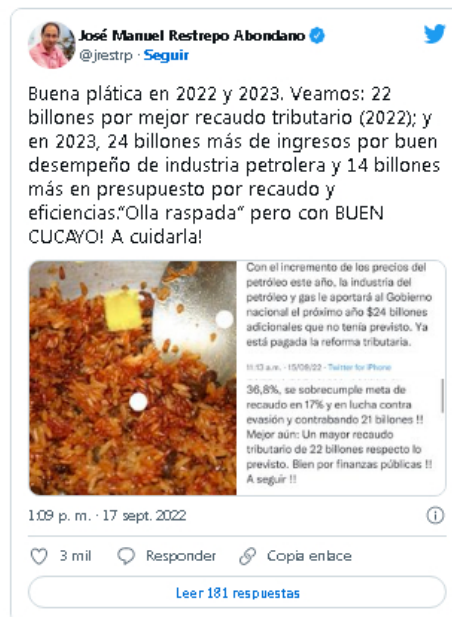 José Manuel Restrepo Abondano
@jrestrp · Seguir
Buena plática en 2022 y 2023. Veamos: 22
billones por mejor recaudo tributario (2022); y
en 2023, 24 billones más de ingresos por buen
desempeño de industria petrolera y 14 billones
más en presupuesto por recaudo y
eficiencias.“Olla raspada” pero con BUEN
CUCAYO! A cuidarla!
Con el incremento de los precios del
petróleo este año, la industria del
petróleo y gas le aportará al Gobierno
nacional el próximo año $24 billones
adicionales que no tenía previsto. Ya
está pagada la reforma tributaria.
11:13 a.m. · 15/09/22 · Twitter for iPhone
36,8%, se sobrecumple meta de
recaudo en 17% y en lucha contra
evasión y contrabando 21 billones !!
Mejor aún: Un mayor recaudo
tributario de 22 billones respecto lo
previsto. Bien por finanzas públicas !!
A seguir !!
1:09 p. m. · 17 sept. 2022
3 mil Responder Copia enlace
Leer 181 respuestas